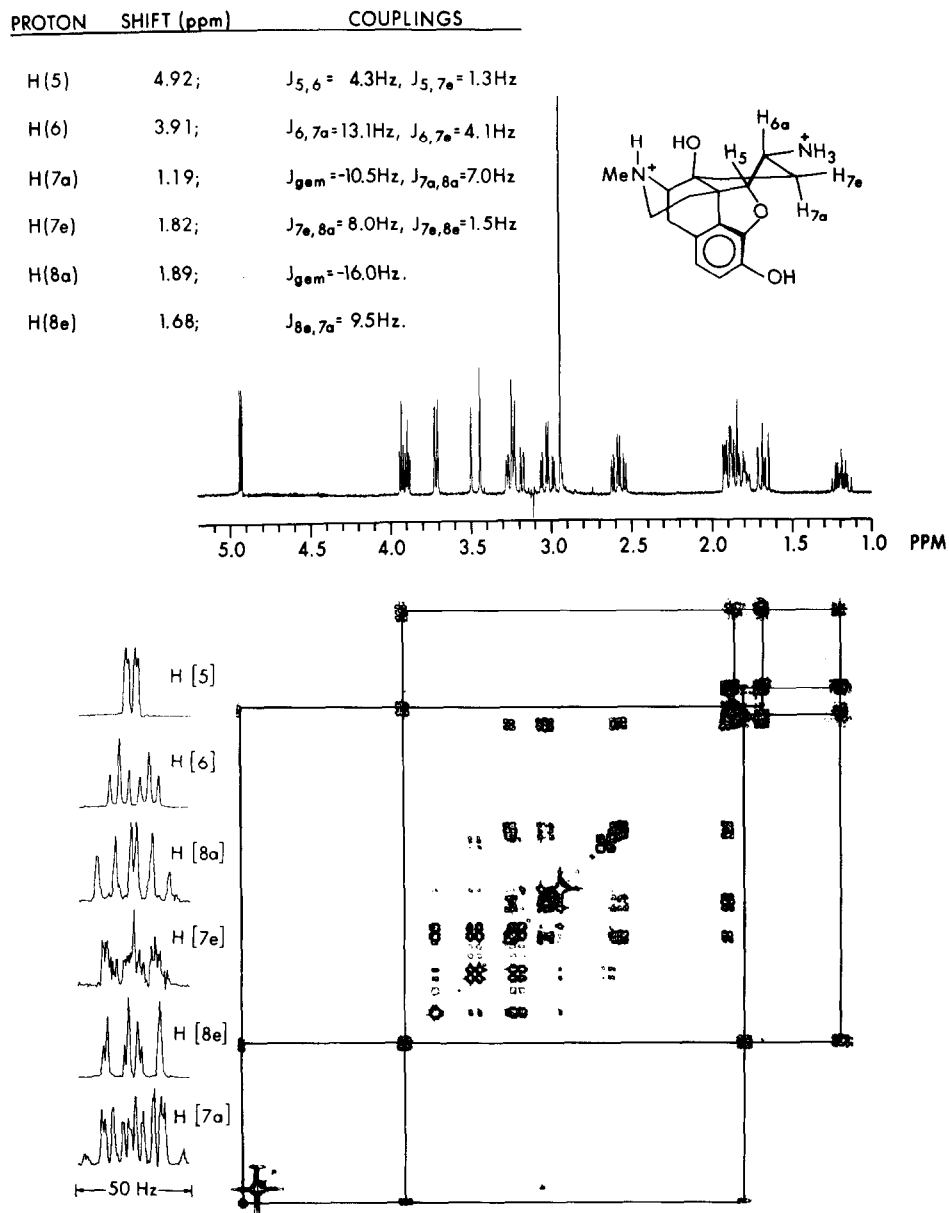 PROTON SHIFT (ppm) COUPLINGS
H(5) 4.92; J5,6= 4.3Hz, J5,7e= 1.3Hz
H(6) 3.91; J6,7a=13.1Hz, J6,7e= 4.1Hz
H(7a) 1.19; Jgem=-10.5Hz, J7a,8a=7.0Hz
H(7e) 1.82; J7e,8a= 8.0Hz, J7e,8e=1.5Hz
H(8a) 1.89; Jgem=-16.0Hz.
H(8e) 1.68; J8e,7a= 9.5Hz.
H6a
H HO H5 +NH3
MeN+ H7e
H7a
O
OH
5.0 4.5 4.0 3.5 3.0 2.5 2.0 1.5 1.0 PPM
H [5]
H [6]
H [8a]
H [7e]
H [8e]
H [7a]
50 Hz